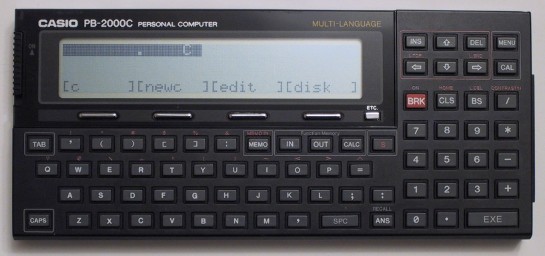 CASIO PB-2000C PERSONAL COMPUTER MULTI-LANGUAGE
C
[c ][newc ][edit ][disk ]
ETC.
INS DEL MENU
CAL
BRK CLS BS /
TAB ' ( ) [ ] : MEMO IN OUT CALC
7 8 9 *
Q W E R T Y U I O P =
4 5 6 -
A S D F G H J K L ; :
1 2 3 +
RECALL
CAPS Z X C V B N M , SPC ANS
0 . EXE